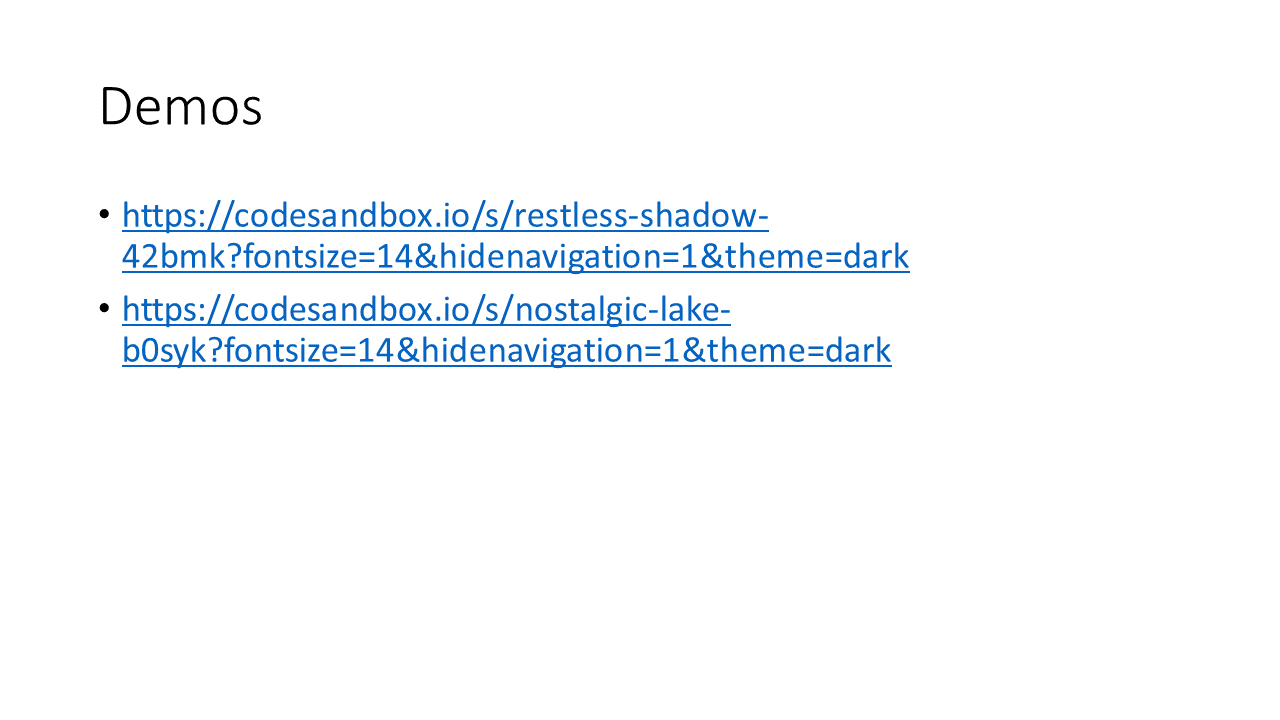 Demos
• https://codesandbox.io/s/restless-shadow-
42bmk?fontsize=14&hidenavigation=1&theme=dark
• https://codesandbox.io/s/nostalgic-lake-
b0syk?fontsize=14&hidenavigation=1&theme=dark